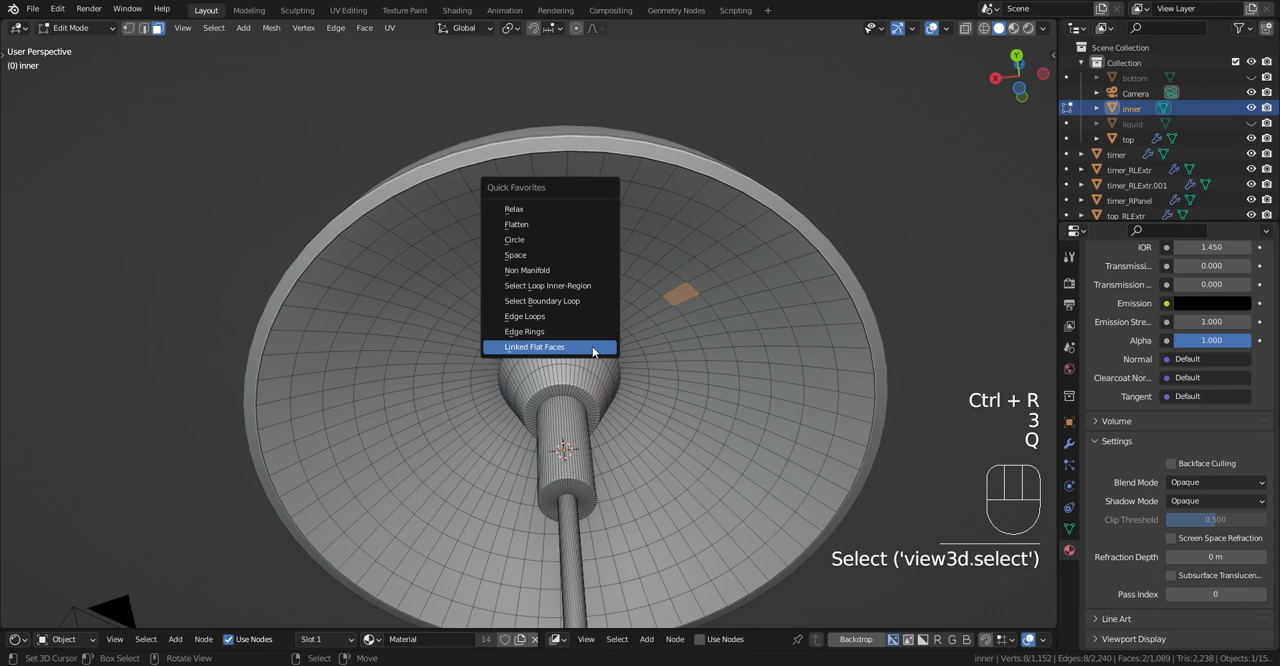 File Edit Render Window Help Layout Modeling Sculpting UV Editing Texture Paint Shading Animation Rendering Compositing Geometry Nodes Scripting + Scene View Layer
Edit Mode View Select Add Mesh Vertex Edge Face UV Global
User Perspective
(0) inner
Y
X
Z
Scene Collection
Collection
bottom
Camera
inner
liquid
top
timer
timer_RLExtr
timer_RLExtr.001
timer_RPanel
top_RLExtr
Quick Favorites
Relax
Flatten
Circle
Space
Non Manifold
Select Loop Inner-Region
Select Boundary Loop
Edge Loops
Edge Rings
Linked Flat Faces
IOR 1.450
Transmissi... 0.000
Transmission ... 0.000
Emission
Emission Stre... 1.000
Alpha 1.000
Normal Default
Clearcoat Nor... Default
Tangent Default
Volume
Settings
Backface Culling
Blend Mode Opaque
Shadow Mode Opaque
Clip Threshold 0.500
Screen Space Refraction
Refraction Depth 0 m
Subsurface Translucen...
Pass Index 0
Line Art
Viewport Display
Ctrl + R
3
Q
Select ('view3d.select')
Object View Select Add Node Use Nodes Slot 1 Material 14 View Select Add Node Use Nodes Backdrop R G B
Set 3D Cursor Box Select Rotate View Select Move inner | Verts:8/1,152 | Edges:8/2,240 | Faces:2/1,089 | Tris:2,238 | Objects:1/15...